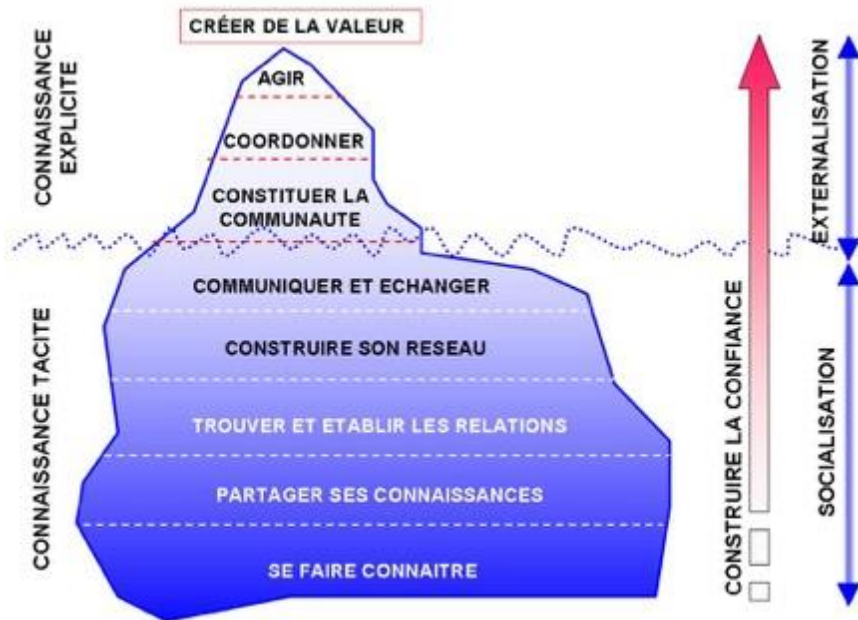 CRÉER DE LA VALEUR
AGIR
COORDONNER
CONSTITUER LA
COMMUNAUTE
COMMUNIQUER ET ECHANGER
CONSTRUIRE SON RESEAU
TROUVER ET ETABLIR LES RELATIONS
PARTAGER SES CONNAISSANCES
SE FAIRE CONNAITRE
CONNAISSANCE
EXPLICITE
CONNAISSANCE TACITE
CONSTRUIRE LA CONFIANCE
EXTERNALISATION
SOCIALISATION